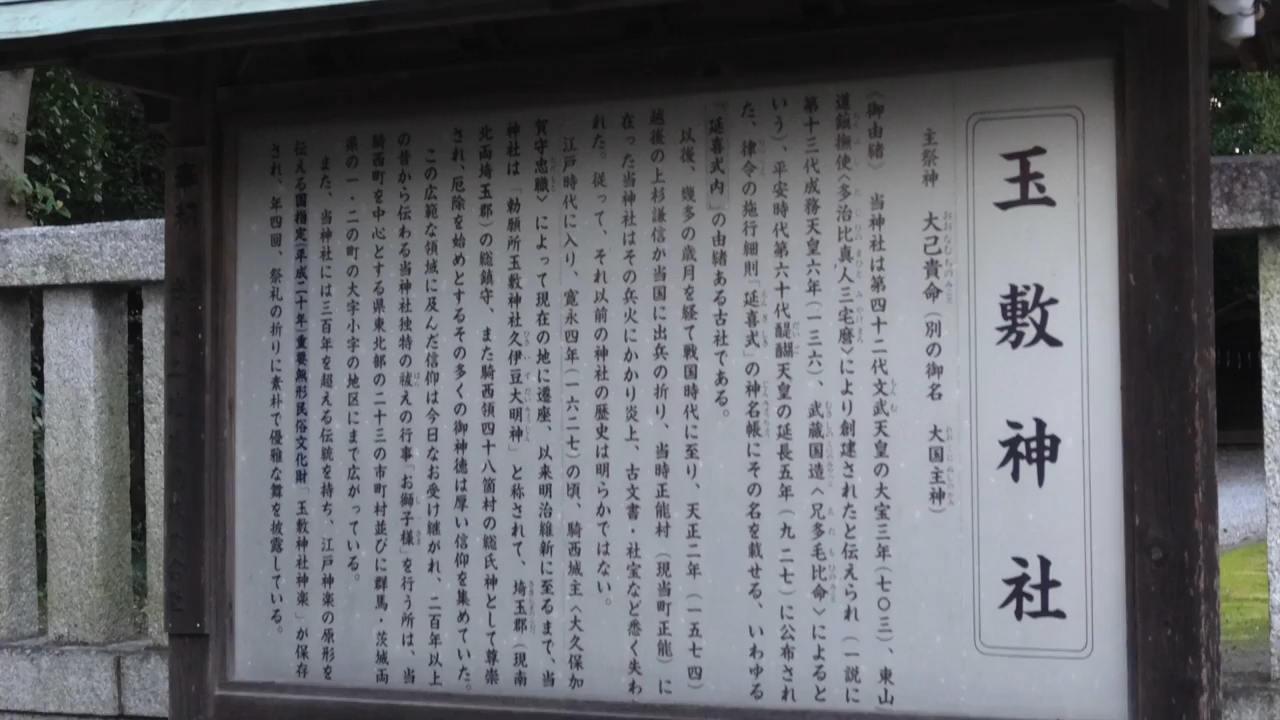 玉敷神社
主祭神 大己貴命(別の御名 大国主神)
〈御由緒〉 当神社は第四十二代文武天皇の大宝三年(七〇三)、東山
道鎮撫使〈多治比真人三宅麿〉により創建されたと伝えられ(一説に
第十三代成務天皇六年(一三六)、武蔵国造〈兄多毛比命〉によると
いう)、平安時代第六十代醍醐天皇の延長五年(九二七)に公布され
た、律令の施行細則「延喜式」の神名帳にその名を載せる、いわゆる
「延喜式内」の由緒ある古社である。
以後、幾多の歳月を経て戦国時代に至り、天正二年(一五七四)
越後の上杉謙信が当国に出兵の折り、当時正能村(現当町正能)に
在った当神社はその兵火にかかり炎上、古文書・社宝など悉く失わ
れた。従って、それ以前の神社の歴史は明らかではない。
江戸時代に入り、寛永四年(一六二七)の頃、騎西城主〈大久保加
賀守忠職〉によって現在の地に遷座、以来明治維新に至るまで、当
神社は「勅願所玉敷神社久伊豆大明神」と称されて、埼玉郡(現南
北両埼玉郡)の総鎮守、また騎西領四十八箇村の総氏神として尊崇
され、厄除を始めとするその多くの御神徳は厚い信仰を集めていた。
この広範な領域に及んだ信仰は今日なお受け継がれ、二百年以上
の昔から伝わる当神社独特の祓えの行事「お獅子様」を行う所は、当
騎西町を中心とする県東北部の二十三の市町村並びに群馬・茨城両
県の一・二の町の大字小字の地区にまで広がっている。
また、当神社には三百年を超える伝統を持ち、江戸神楽の原形を
伝える国指定(平成二十年)重要無形民俗文化財「玉敷神社神楽」が保存
され、年四回、祭礼の折りに素朴で優雅な舞を披露している。